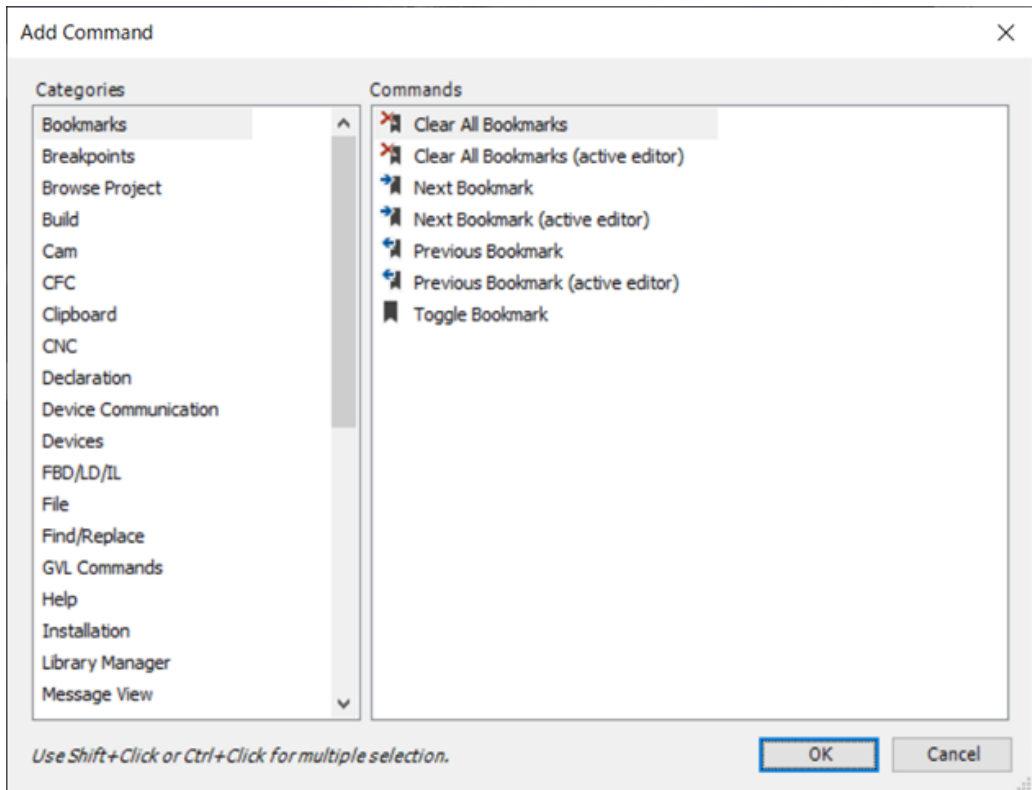 Add Command
Categories
Bookmarks
Breakpoints
Browse Project
Build
Cam
CFC
Clipboard
CNC
Declaration
Device Communication
Devices
FBD/LD/IL
File
Find/Replace
GVL Commands
Help
Installation
Library Manager
Message View
Commands
Clear All Bookmarks
Clear All Bookmarks (active editor)
Next Bookmark
Next Bookmark (active editor)
Previous Bookmark
Previous Bookmark (active editor)
Toggle Bookmark
Use Shift+Click or Ctrl+Click for multiple selection.
OK
Cancel